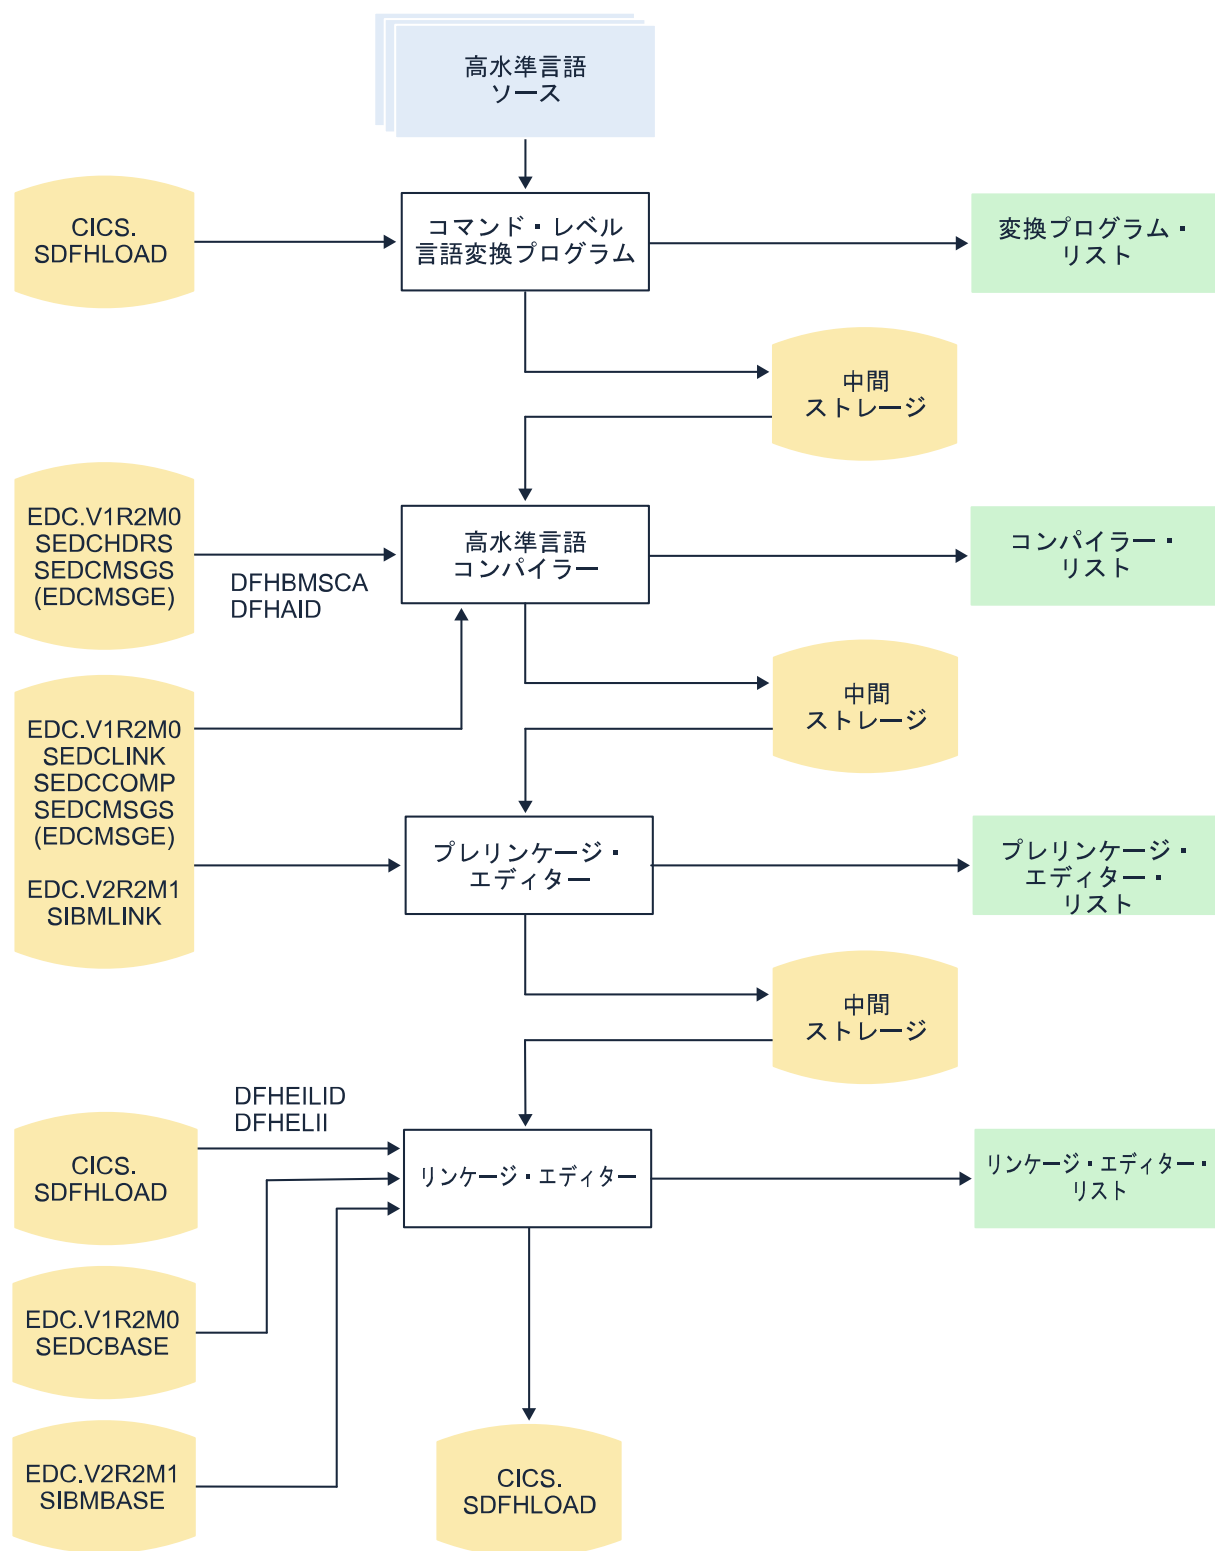 高水準言語
ソース
CICS.
SDFHLOAD
コマンド・レベル
言語変換プログラム
変換プログラム・
リスト
中間
ストレージ
EDC.V1R2M0
SEDCHDRS
SEDCMSGS
(EDCMSGE)
DFHBMSCA
DFHAID
高水準言語
コンパイラー
コンパイラー・
リスト
中間
ストレージ
EDC.V1R2M0
SEDCLINK
SEDCCOMP
SEDCMSGS
(EDCMSGE)
EDC.V2R2M1
SIBMLINK
プレリンケージ・
エディター
プレリンケージ・
エディター・
リスト
中間
ストレージ
DFHEILID
DFHELII
CICS.
SDFHLOAD
リンケージ・エディター
リンケージ・エディター・
リスト
EDC.V1R2M0
SEDCBASE
EDC.V2R2M1
SIBMBASE
CICS.
SDFHLOAD